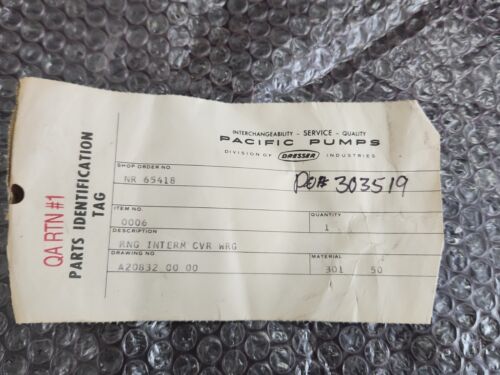 QA RTN #1
PARTS IDENTIFICATION
TAG
INTERCHANGEABILITY - SERVICE - QUALITY
PACIFIC PUMPS
DIVISION OF DRESSER INDUSTRIES
SHOP ORDER NO.
NR 65418
PO# 303519
ITEM NO.
0006
QUANTITY
1
DESCRIPTION
RNG INTERM CVR WRG
DRAWING NO
A20832 00 00
MATERIAL
301 50